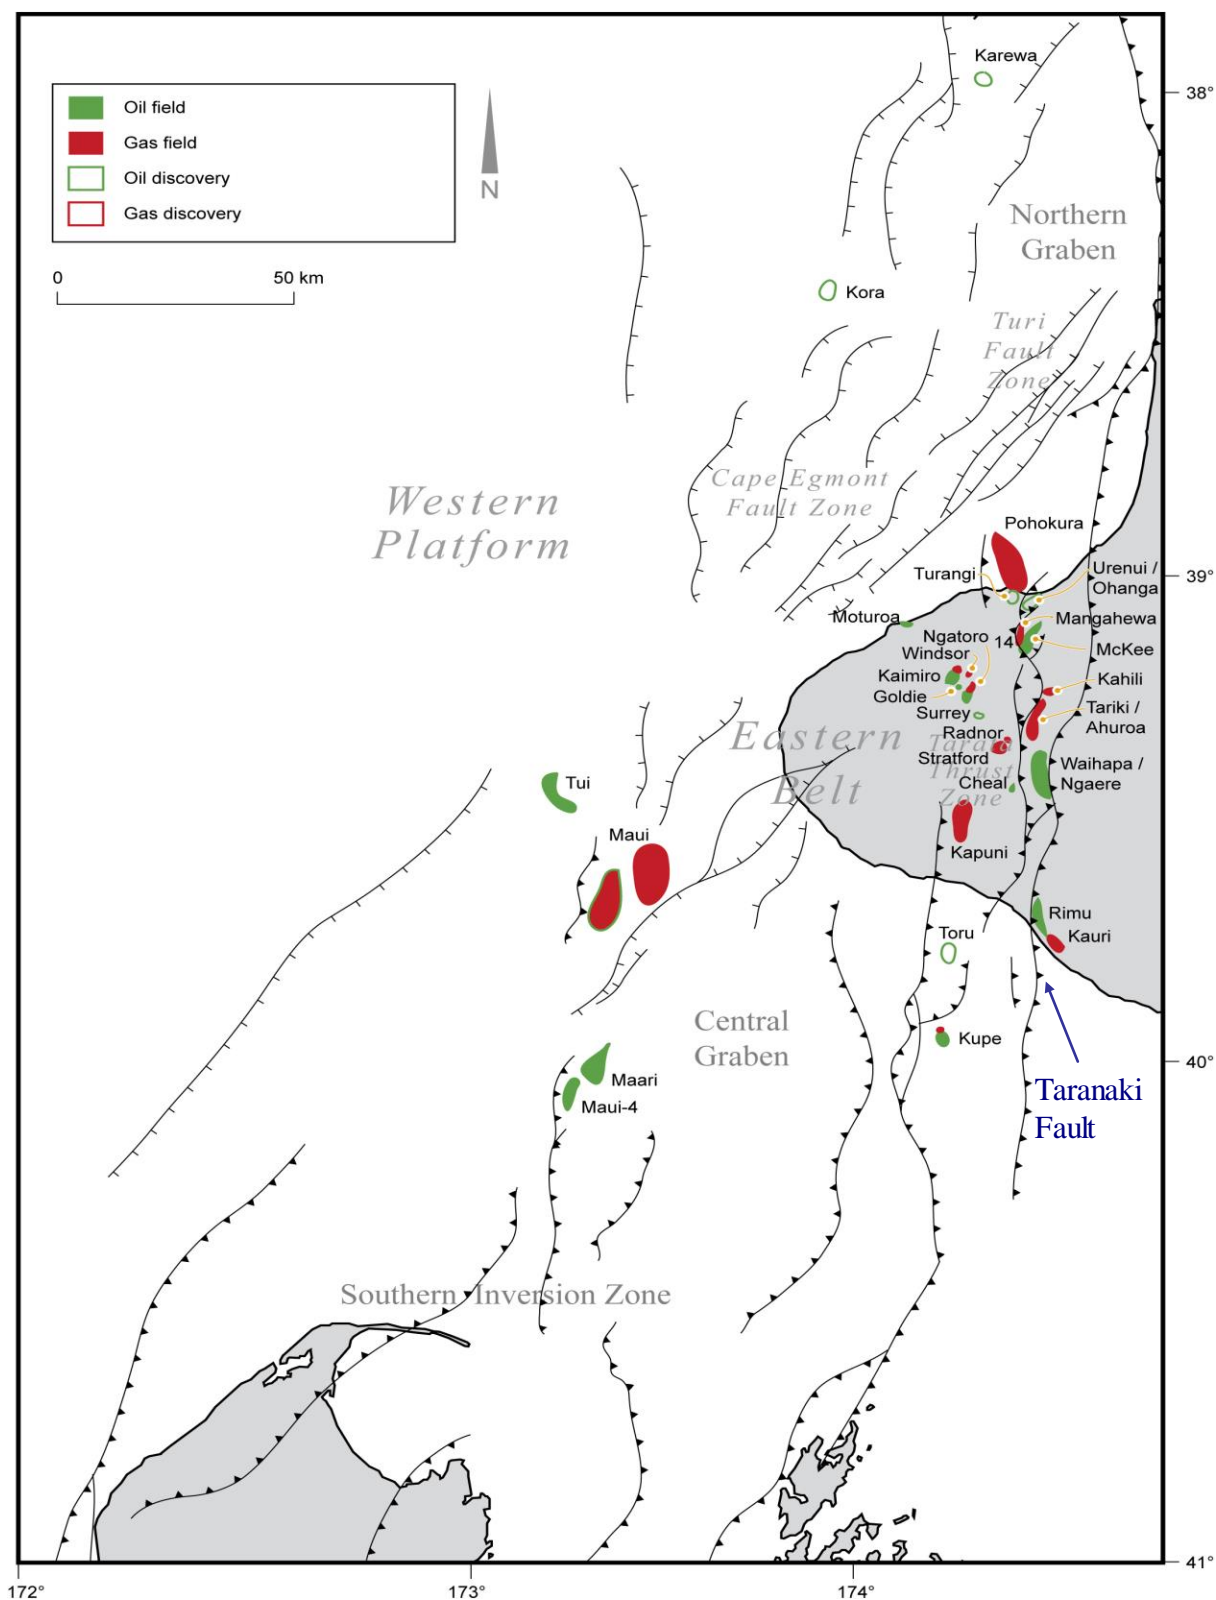 Karewa
38°
Oil field
Gas field
Oil discovery
Gas discovery
N
0 50 km
Northern
Graben
Kora
Turi
Fault
Zone
Western
Platform
Cape Egmont
Fault Zone
Pohokura
39°
Turangi
Urenui /
Ohanga
Moturoa
Mangahewa
Ngatoro
14
Windsor
McKee
Kaimiro
Kahili
Goldie
Surrey
Tariki /
Ahuroa
Radnor
Stratford
Eastern
Belt
Tarata
Thrust
Zone
Waihapa /
Ngaere
Cheal
Tui
Maui
Kapuni
Rimu
Kauri
Toru
Central
Graben
Kupe
40°
Maari
Maui-4
Taranaki
Fault
Southern Inversion Zone
41°
172° 173° 174°